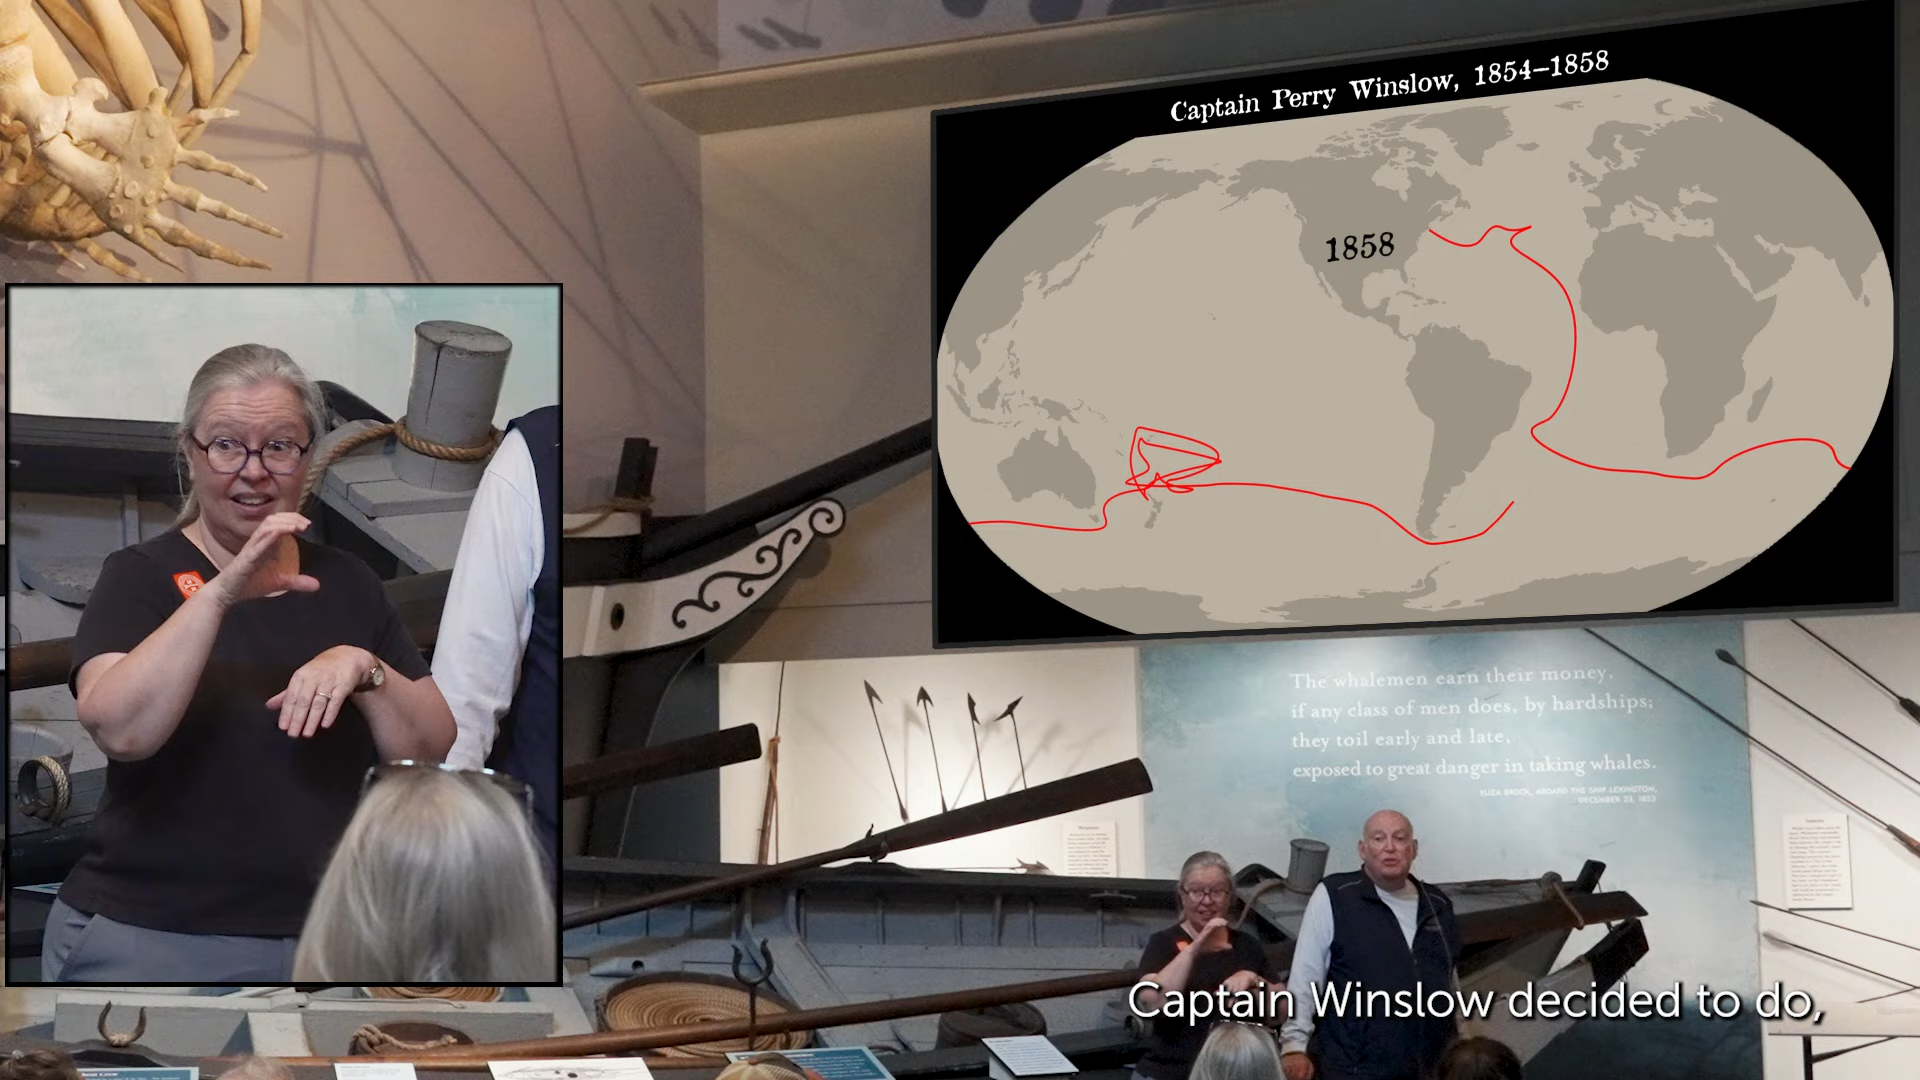 Captain Perry Winslow, 1854–1858
1858
The whalemen earn their money,
if any class of men does, by hardships;
they toil early and late,
exposed to great danger in taking whales.
ELIZA BROCK, ABOARD THE SHIP LEXINGTON,
DECEMBER 23, 1853
Captain Winslow decided to do,